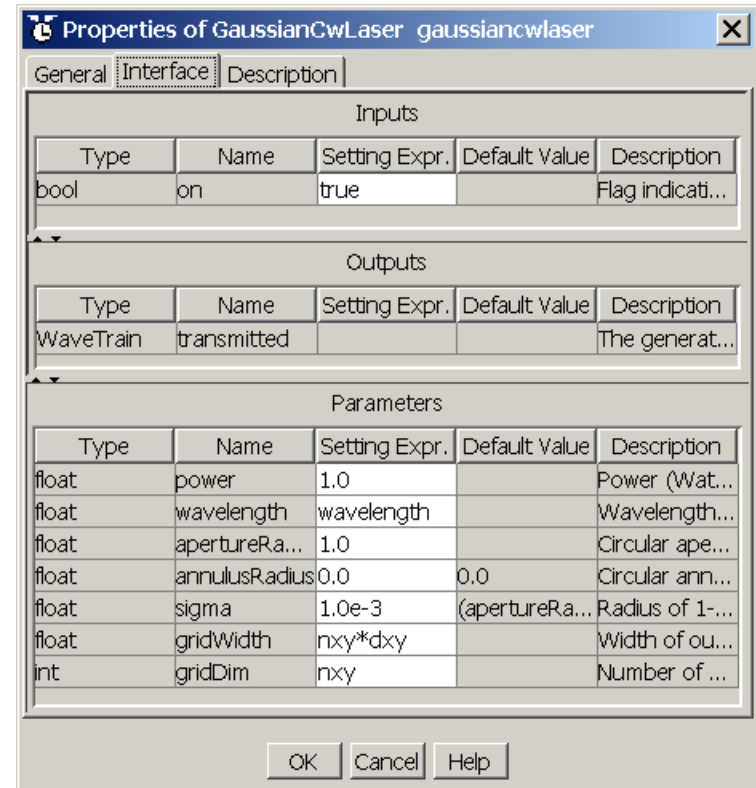 Properties of GaussianCwLaser gaussiancwlaser
General Interface Description
Inputs
Type Name Setting Expr. Default Value Description
bool on true Flag indicati...
Outputs
Type Name Setting Expr. Default Value Description
WaveTrain transmitted The generat...
Parameters
Type Name Setting Expr. Default Value Description
float power 1.0 Power (Wat...
float wavelength wavelength Wavelength...
float apertureRa... 1.0 Circular ape...
float annulusRadius 0.0 0.0 Circular ann...
float sigma 1.0e-3 (apertureRa... Radius of 1-...
float gridWidth nxy*dxy Width of ou...
int gridDim nxy Number of ...
OK Cancel Help